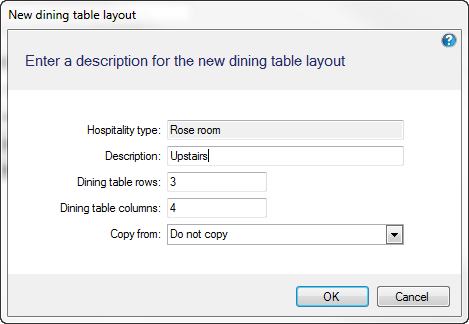 New dining table layout
?
Enter a description for the new dining table layout
Hospitality type: Rose room
Description: Upstairs
Dining table rows: 3
Dining table columns: 4
Copy from: Do not copy
OK Cancel